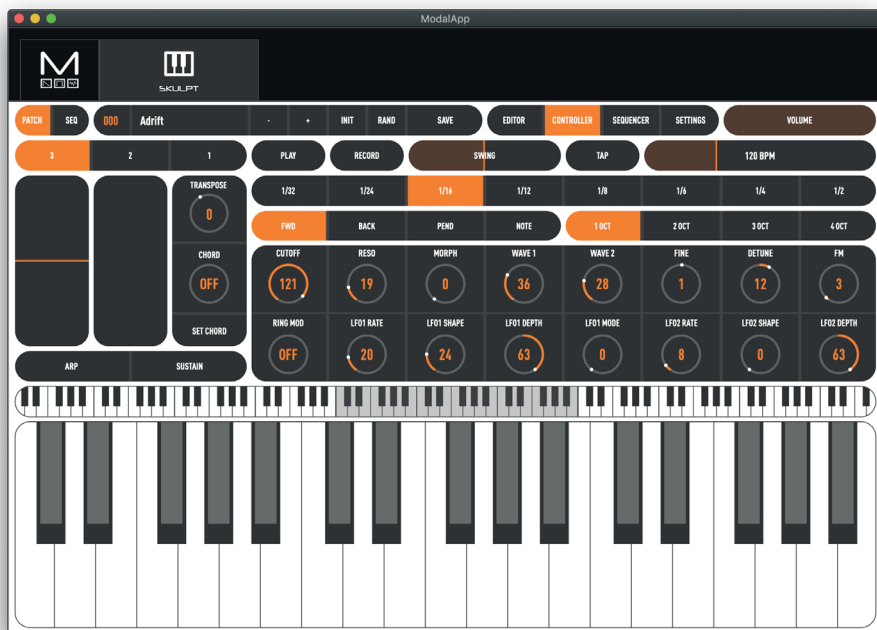 ModalApp
SKULPT
PATCH SEQ 000 Adrift - + INIT RAND SAVE EDITOR CONTROLLER SEQUENCER SETTINGS VOLUME
3 2 1 PLAY RECORD SWING TAP 120 BPM
TRANSPOSE 0
1/32 1/24 1/16 1/12 1/8 1/6 1/4 1/2
FWD BACK PEND NOTE 1 OCT 2 OCT 3 OCT 4 OCT
CHORD OFF
CUTOFF RESO MORPH WAVE 1 WAVE 2 FINE DETUNE FM
121 19 0 36 28 1 12 3
SET CHORD
RING MOD LFO1 RATE LFO1 SHAPE LFO1 DEPTH LFO1 MODE LFO2 RATE LFO2 SHAPE LFO2 DEPTH
OFF 20 24 63 0 8 0 63
ARP SUSTAIN